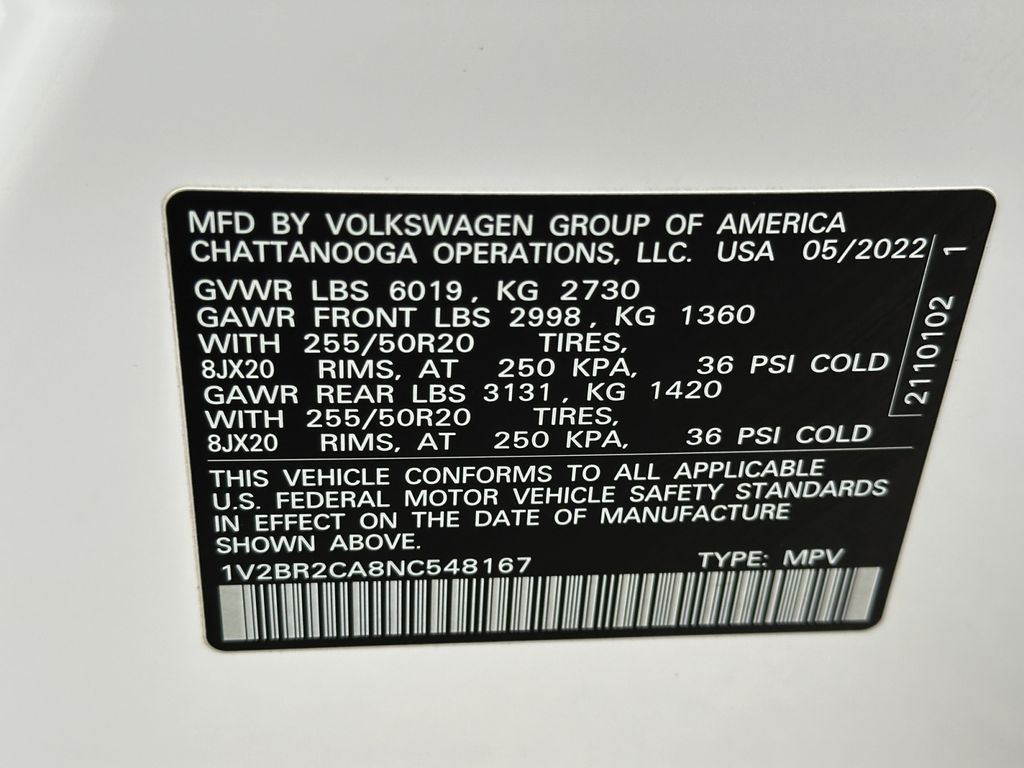 MFD BY VOLKSWAGEN GROUP OF AMERICA
CHATTANOOGA OPERATIONS, LLC. USA 05/2022
GVWR LBS 6019, KG 2730
GAWR FRONT LBS 2998, KG 1360
WITH 255/50R20 TIRES,
8JX20 RIMS, AT 250 KPA, 36 PSI COLD
GAWR REAR LBS 3131, KG 1420
WITH 255/50R20 TIRES,
8JX20 RIMS, AT 250 KPA, 36 PSI COLD
2110102 1
THIS VEHICLE CONFORMS TO ALL APPLICABLE
U.S. FEDERAL MOTOR VEHICLE SAFETY STANDARDS
IN EFFECT ON THE DATE OF MANUFACTURE
SHOWN ABOVE.
1V2BR2CA8NC548167 TYPE: MPV